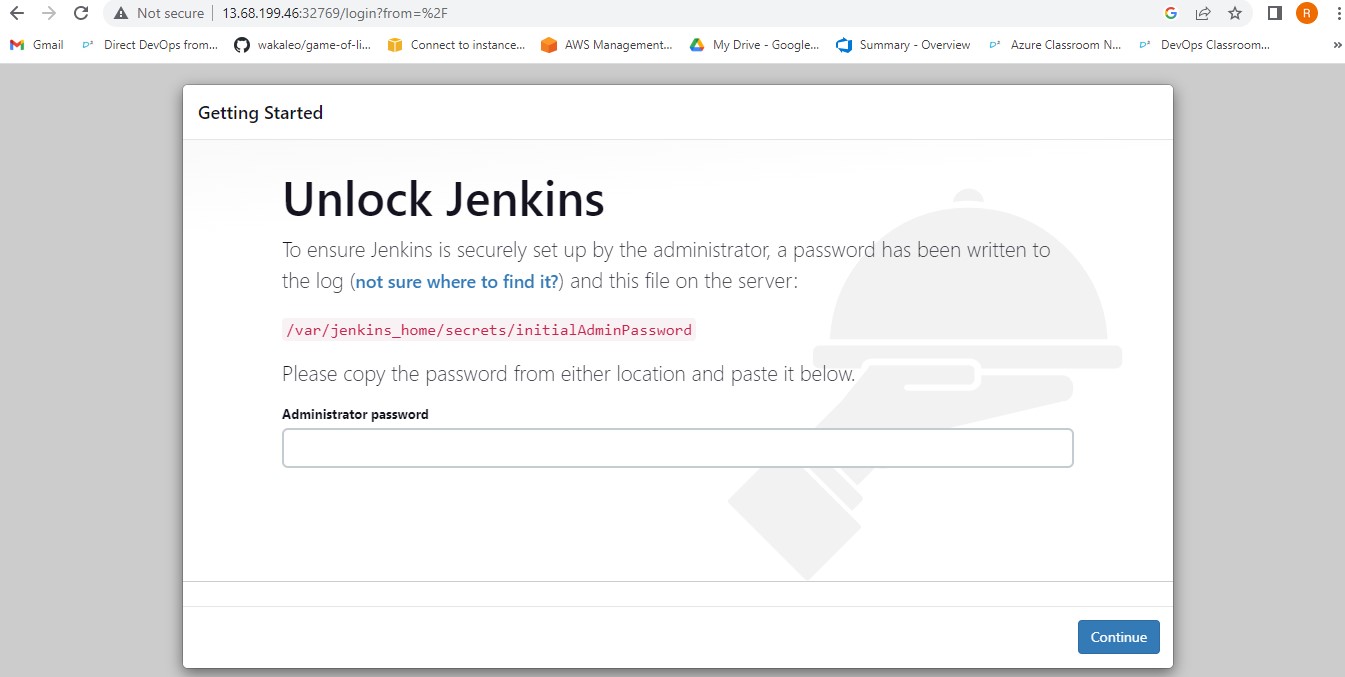 Not secure 13.68.199.46:32769/login?from=%2F
R
Gmail D² Direct DevOps from... wakaleo/game-of-li... Connect to instance... AWS Management... My Drive - Google... Summary - Overview D² Azure Classroom N... D² DevOps Classroom... »
Getting Started
Unlock Jenkins
To ensure Jenkins is securely set up by the administrator, a password has been written to
the log (not sure where to find it?) and this file on the server:
/var/jenkins_home/secrets/initialAdminPassword
Please copy the password from either location and paste it below.
Administrator password
Continue